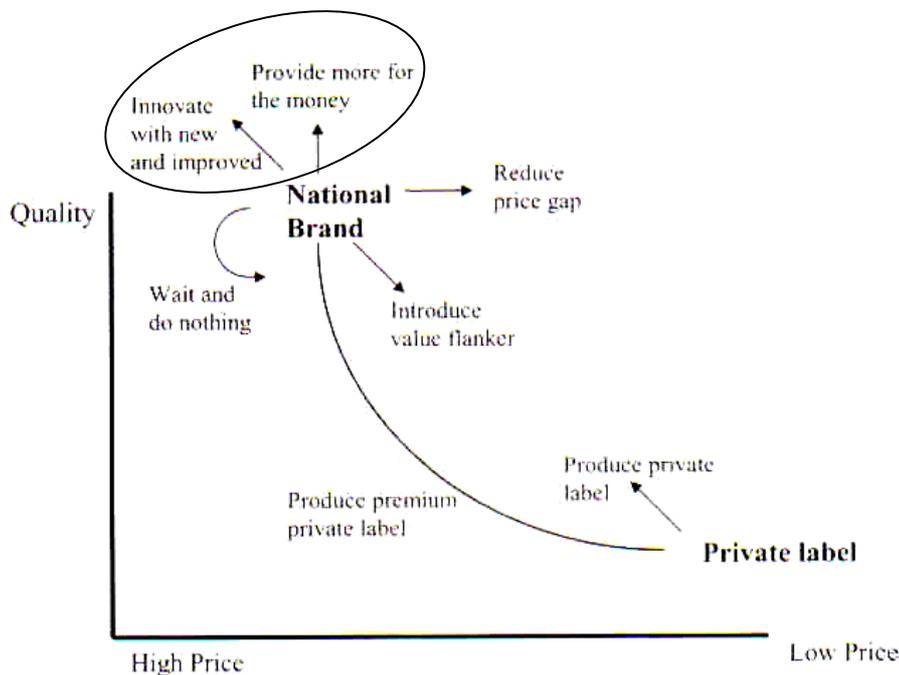 Provide more for
the money
Innovate
with new
and improved
National
Brand
Reduce
price gap
Quality
Wait and
do nothing
Introduce
value flanker
Produce private
label
Produce premium
private label
Private label
High Price
Low Price